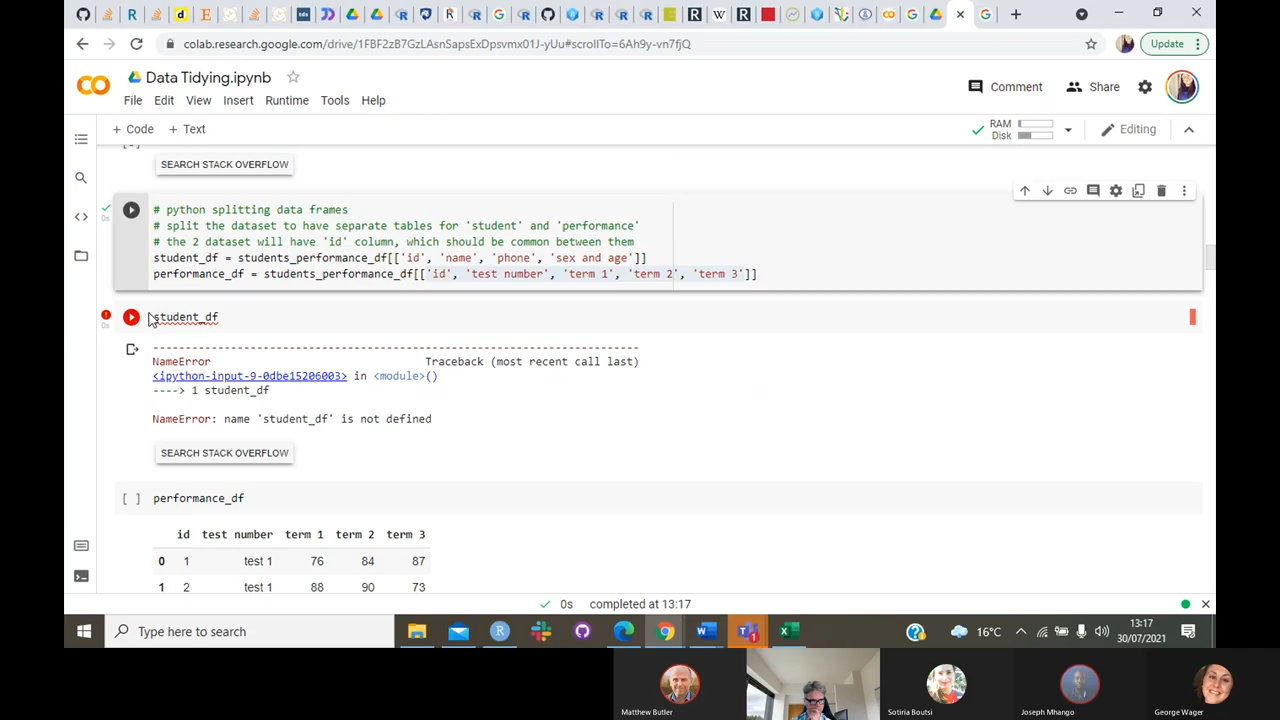 colab.research.google.com/drive/1FBF2zB7GzLAsnSapsExDpsvmx01J-yUu#scrollTo=6Ah9y-vn7fjQ
Update
Data Tidying.ipynb
File Edit View Insert Runtime Tools Help
Comment
Share
+ Code + Text
RAM
Disk
Editing
SEARCH STACK OVERFLOW
# python splitting data frames
# split the dataset to have separate tables for 'student' and 'performance'
# the 2 dataset will have 'id' column, which should be common between them
student_df = students_performance_df[['id', 'name', 'phone', 'sex and age']]
performance_df = students_performance_df[['id', 'test number', 'term 1', 'term 2', 'term 3']]
0s
student_df
0s
---------------------------------------------------------------------------
NameError Traceback (most recent call last)
<ipython-input-9-0dbe15206003> in <module>()
----> 1 student_df
NameError: name 'student_df' is not defined
SEARCH STACK OVERFLOW
[ ] performance_df
id test number term 1 term 2 term 3
0 1 test 1 76 84 87
1 2 test 1 88 90 73
0s completed at 13:17
Type here to search
16°C
13:17
30/07/2021
Matthew Butler
Sotiria Boutsi
Joseph Mhango
George Wager